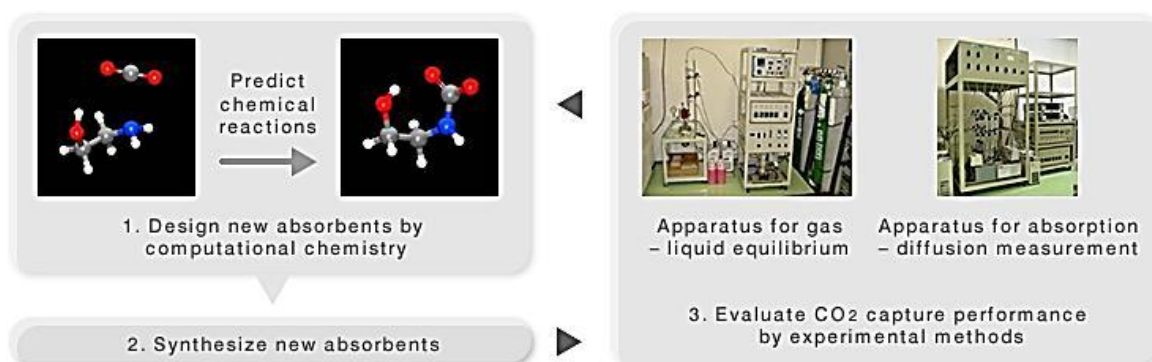 Predict
chemical
reactions
1. Design new absorbents by
computational chemistry
2. Synthesize new absorbents
Apparatus for gas
– liquid equilibrium
Apparatus for absorption
– diffusion measurement
3. Evaluate CO2 capture performance
by experimental methods